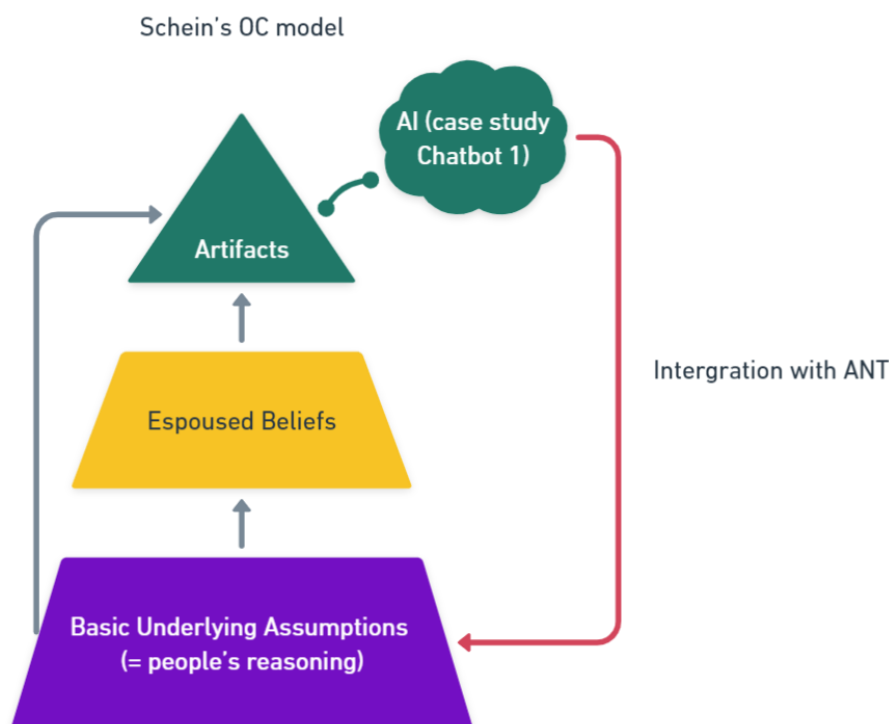 Schein's OC model
AI (case study
Chatbot 1)
Artifacts
Intergration with ANT
Espoused Beliefs
Basic Underlying Assumptions
(= people's reasoning)